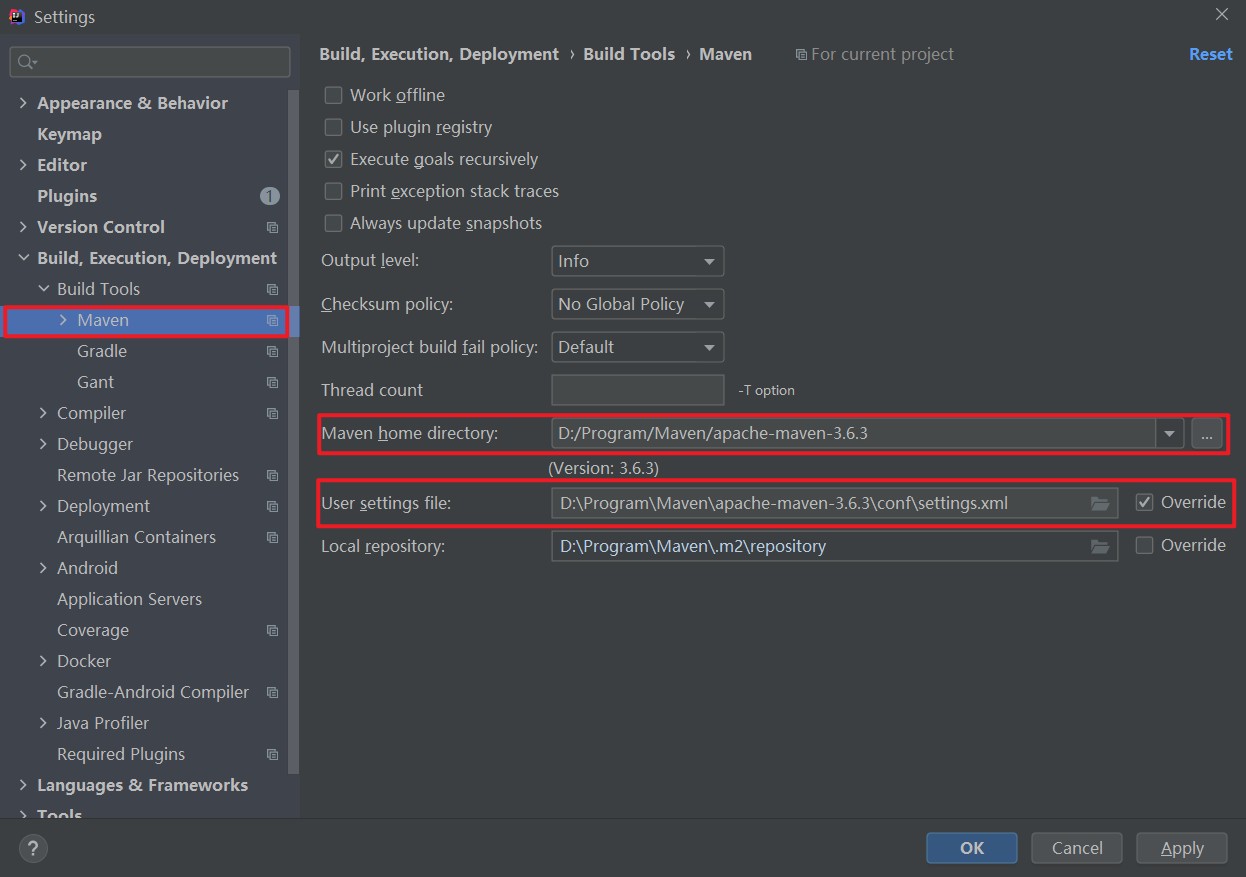 Settings
Appearance & Behavior
Keymap
Editor
Plugins 1
Version Control
Build, Execution, Deployment
Build Tools
Maven
Gradle
Gant
Compiler
Debugger
Remote Jar Repositories
Deployment
Arquillian Containers
Android
Application Servers
Coverage
Docker
Gradle-Android Compiler
Java Profiler
Required Plugins
Languages & Frameworks
Tools
Build, Execution, Deployment › Build Tools › Maven For current project Reset
Work offline
Use plugin registry
Execute goals recursively
Print exception stack traces
Always update snapshots
Output level: Info
Checksum policy: No Global Policy
Multiproject build fail policy: Default
Thread count -T option
Maven home directory: D:/Program/Maven/apache-maven-3.6.3 ...
(Version: 3.6.3)
User settings file: D:\Program\Maven\apache-maven-3.6.3\conf\settings.xml Override
Local repository: D:\Program\Maven\.m2\repository Override
? OK Cancel Apply